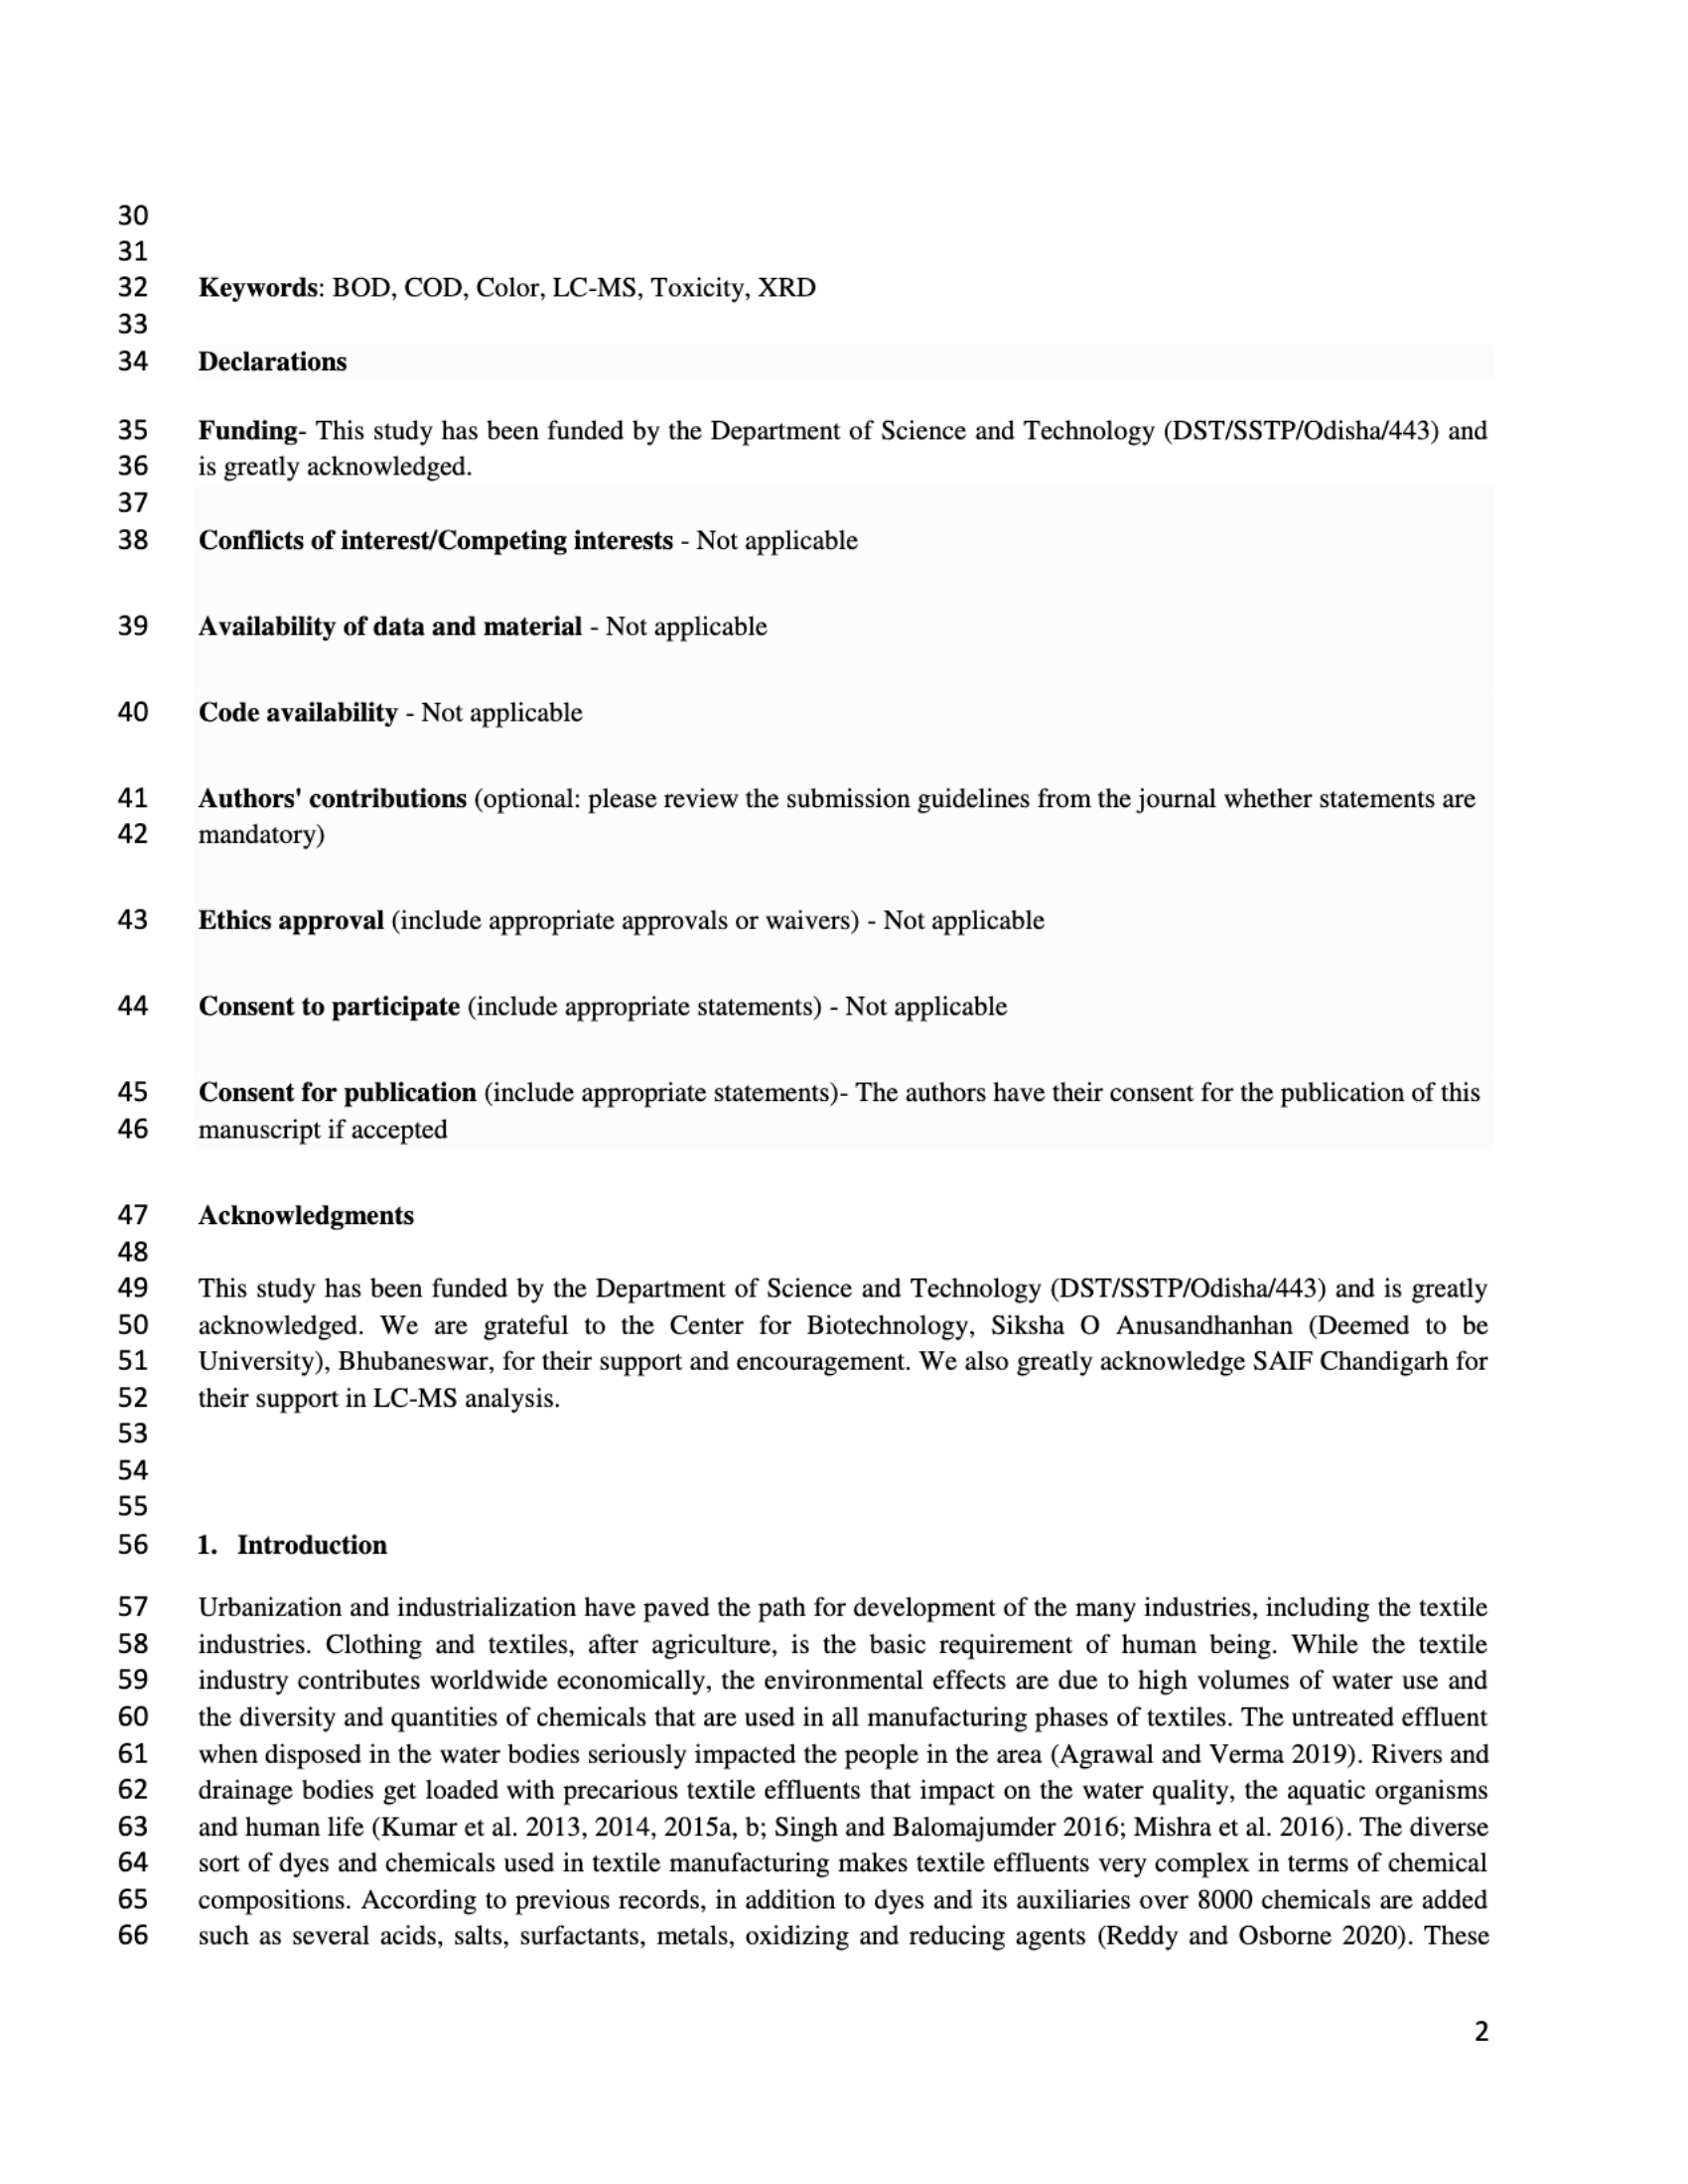 30
31
32 Keywords: BOD, COD, Color, LC-MS, Toxicity, XRD
33
34 Declarations
35 Funding- This study has been funded by the Department of Science and Technology (DST/SSTP/Odisha/443) and
36 is greatly acknowledged.
37
38 Conflicts of interest/Competing interests - Not applicable
39 Availability of data and material - Not applicable
40 Code availability - Not applicable
41 Authors' contributions (optional: please review the submission guidelines from the journal whether statements are
42 mandatory)
43 Ethics approval (include appropriate approvals or waivers) - Not applicable
44 Consent to participate (include appropriate statements) - Not applicable
45 Consent for publication (include appropriate statements)- The authors have their consent for the publication of this
46 manuscript if accepted
47 Acknowledgments
48
49 This study has been funded by the Department of Science and Technology (DST/SSTP/Odisha/443) and is greatly
50 acknowledged. We are grateful to the Center for Biotechnology, Siksha O Anusandhanhan (Deemed to be
51 University), Bhubaneswar, for their support and encouragement. We also greatly acknowledge SAIF Chandigarh for
52 their support in LC-MS analysis.
53
54
55
56 1. Introduction
57 Urbanization and industrialization have paved the path for development of the many industries, including the textile
58 industries. Clothing and textiles, after agriculture, is the basic requirement of human being. While the textile
59 industry contributes worldwide economically, the environmental effects are due to high volumes of water use and
60 the diversity and quantities of chemicals that are used in all manufacturing phases of textiles. The untreated effluent
61 when disposed in the water bodies seriously impacted the people in the area (Agrawal and Verma 2019). Rivers and
62 drainage bodies get loaded with precarious textile effluents that impact on the water quality, the aquatic organisms
63 and human life (Kumar et al. 2013, 2014, 2015a, b; Singh and Balomajumder 2016; Mishra et al. 2016). The diverse
64 sort of dyes and chemicals used in textile manufacturing makes textile effluents very complex in terms of chemical
65 compositions. According to previous records, in addition to dyes and its auxiliaries over 8000 chemicals are added
66 such as several acids, salts, surfactants, metals, oxidizing and reducing agents (Reddy and Osborne 2020). These
2